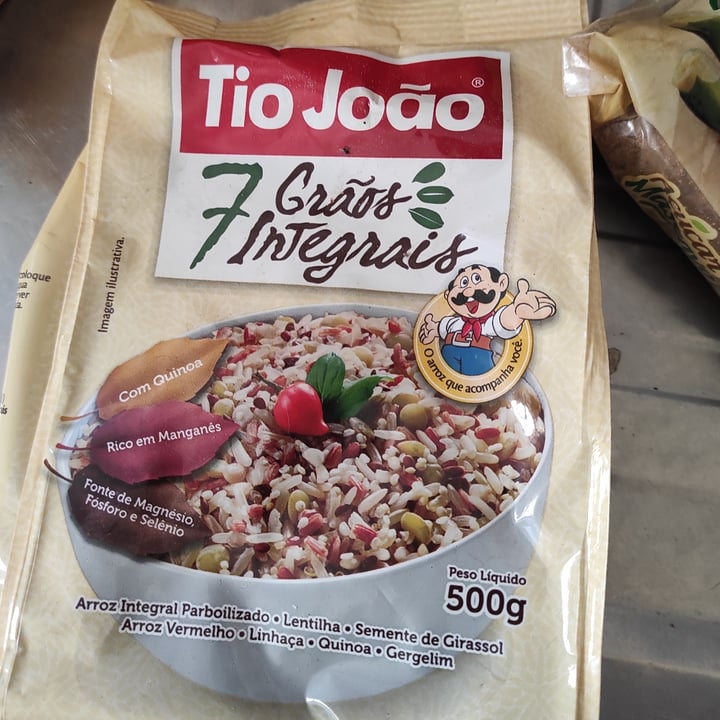 Tio João®
7 Grãos
Integrais
Imagem ilustrativa.
O arroz que acompanha você.
Com Quinoa
Rico em Manganês
Fonte de Magnésio,
Fósforo e Selênio
Peso Líquido
500g
Arroz Integral Parboilizado • Lentilha • Semente de Girassol
Arroz Vermelho • Linhaça • Quinoa • Gergelim